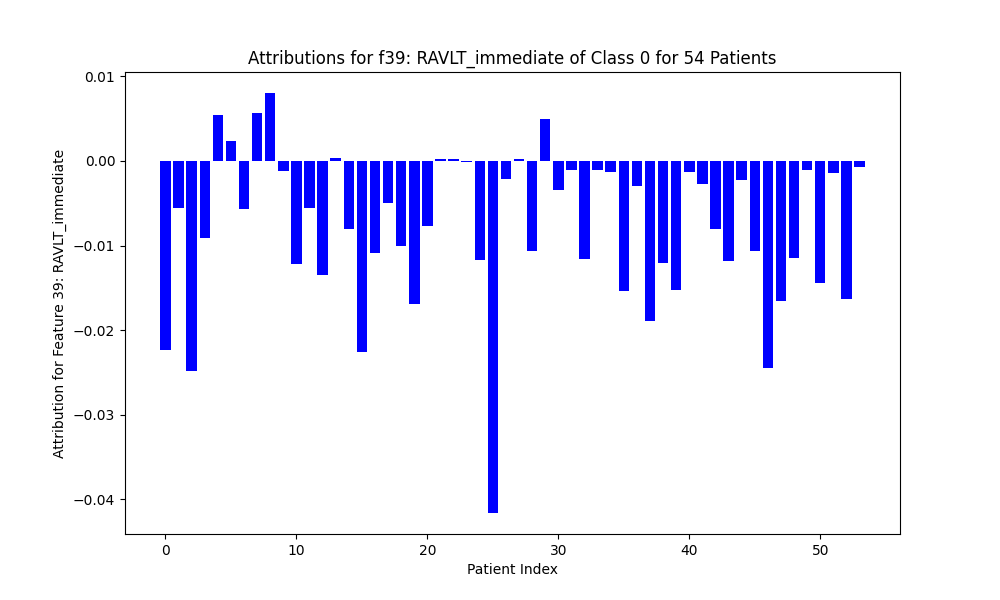 Attributions for f39: RAVLT_immediate of Class 0 for 54 Patients
Attribution for Feature 39: RAVLT_immediate
0.01
0.00
−0.01
−0.02
−0.03
−0.04
0 10 20 30 40 50
Patient Index